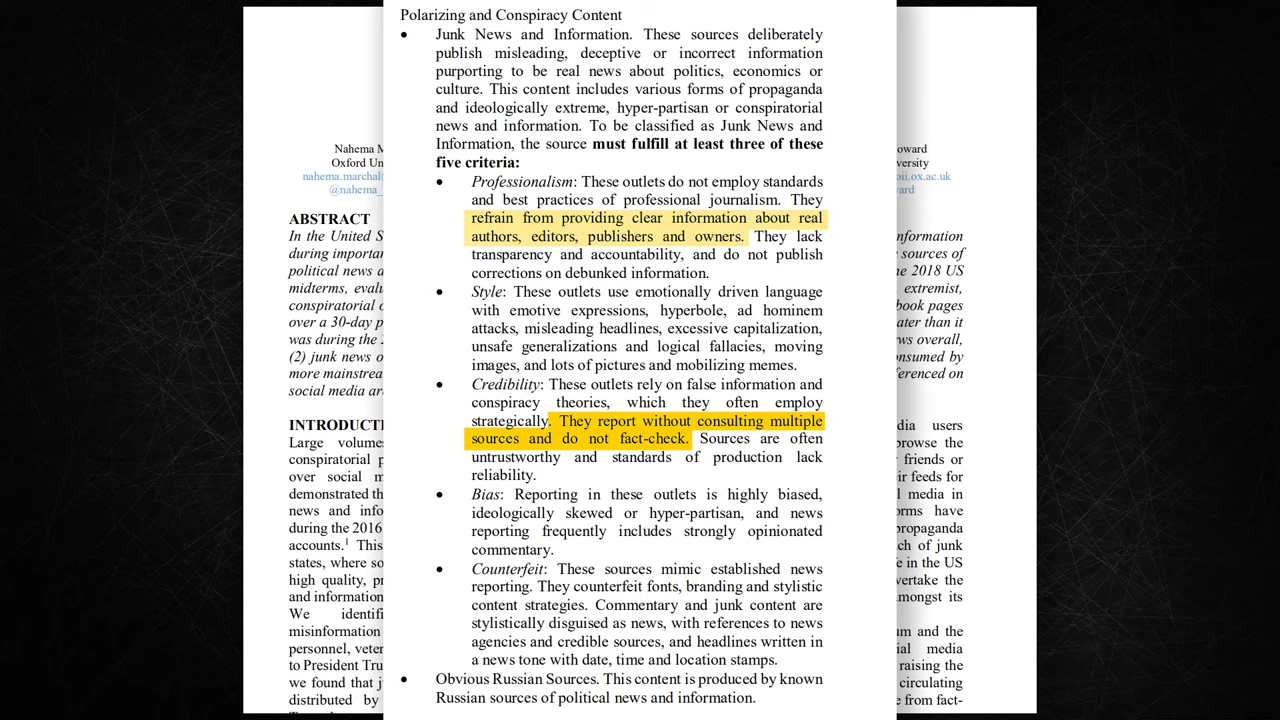 Polarizing and Conspiracy Content
• Junk News and Information. These sources deliberately
publish misleading, deceptive or incorrect information
purporting to be real news about politics, economics or
culture. This content includes various forms of propaganda
and ideologically extreme, hyper-partisan or conspiratorial
news and information. To be classified as Junk News and
Information, the source must fulfill at least three of these
five criteria:
• Professionalism: These outlets do not employ standards
and best practices of professional journalism. They
refrain from providing clear information about real
authors, editors, publishers and owners. They lack
transparency and accountability, and do not publish
corrections on debunked information.
• Style: These outlets use emotionally driven language
with emotive expressions, hyperbole, ad hominem
attacks, misleading headlines, excessive capitalization,
unsafe generalizations and logical fallacies, moving
images, and lots of pictures and mobilizing memes.
• Credibility: These outlets rely on false information and
conspiracy theories, which they often employ
strategically. They report without consulting multiple
sources and do not fact-check. Sources are often
untrustworthy and standards of production lack
reliability.
• Bias: Reporting in these outlets is highly biased,
ideologically skewed or hyper-partisan, and news
reporting frequently includes strongly opinionated
commentary.
• Counterfeit: These sources mimic established news
reporting. They counterfeit fonts, branding and stylistic
content strategies. Commentary and junk content are
stylistically disguised as news, with references to news
agencies and credible sources, and headlines written in
a news tone with date, time and location stamps.
• Obvious Russian Sources. This content is produced by known
Russian sources of political news and information.
Nahema M
Oxford Un
nahema.marchal
@nahema_
ABSTRACT
In the United S
during importan
political news a
midterms, evalu
conspiratorial o
over a 30-day p
was during the
(2) junk news o
more mainstrea
social media ar
INTRODUCT
Large volume
conspiratorial p
over social m
demonstrated th
news and info
during the 2016
accounts.1 This
states, where so
high quality, pr
and information
We identifi
misinformation
personnel, veter
to President Tru
we found that j
distributed by
oward
versity
oii.ox.ac.uk
vard
nformation
sources of
he 2018 US
extremist,
book pages
ater than it
ws overall,
onsumed by
ferenced on
dia users
browse the
friends or
ir feeds for
l media in
orms have
propaganda
ch of junk
fe in the US
vertake the
mongst its
um and the
ial media
raising the
circulating
e from fact-